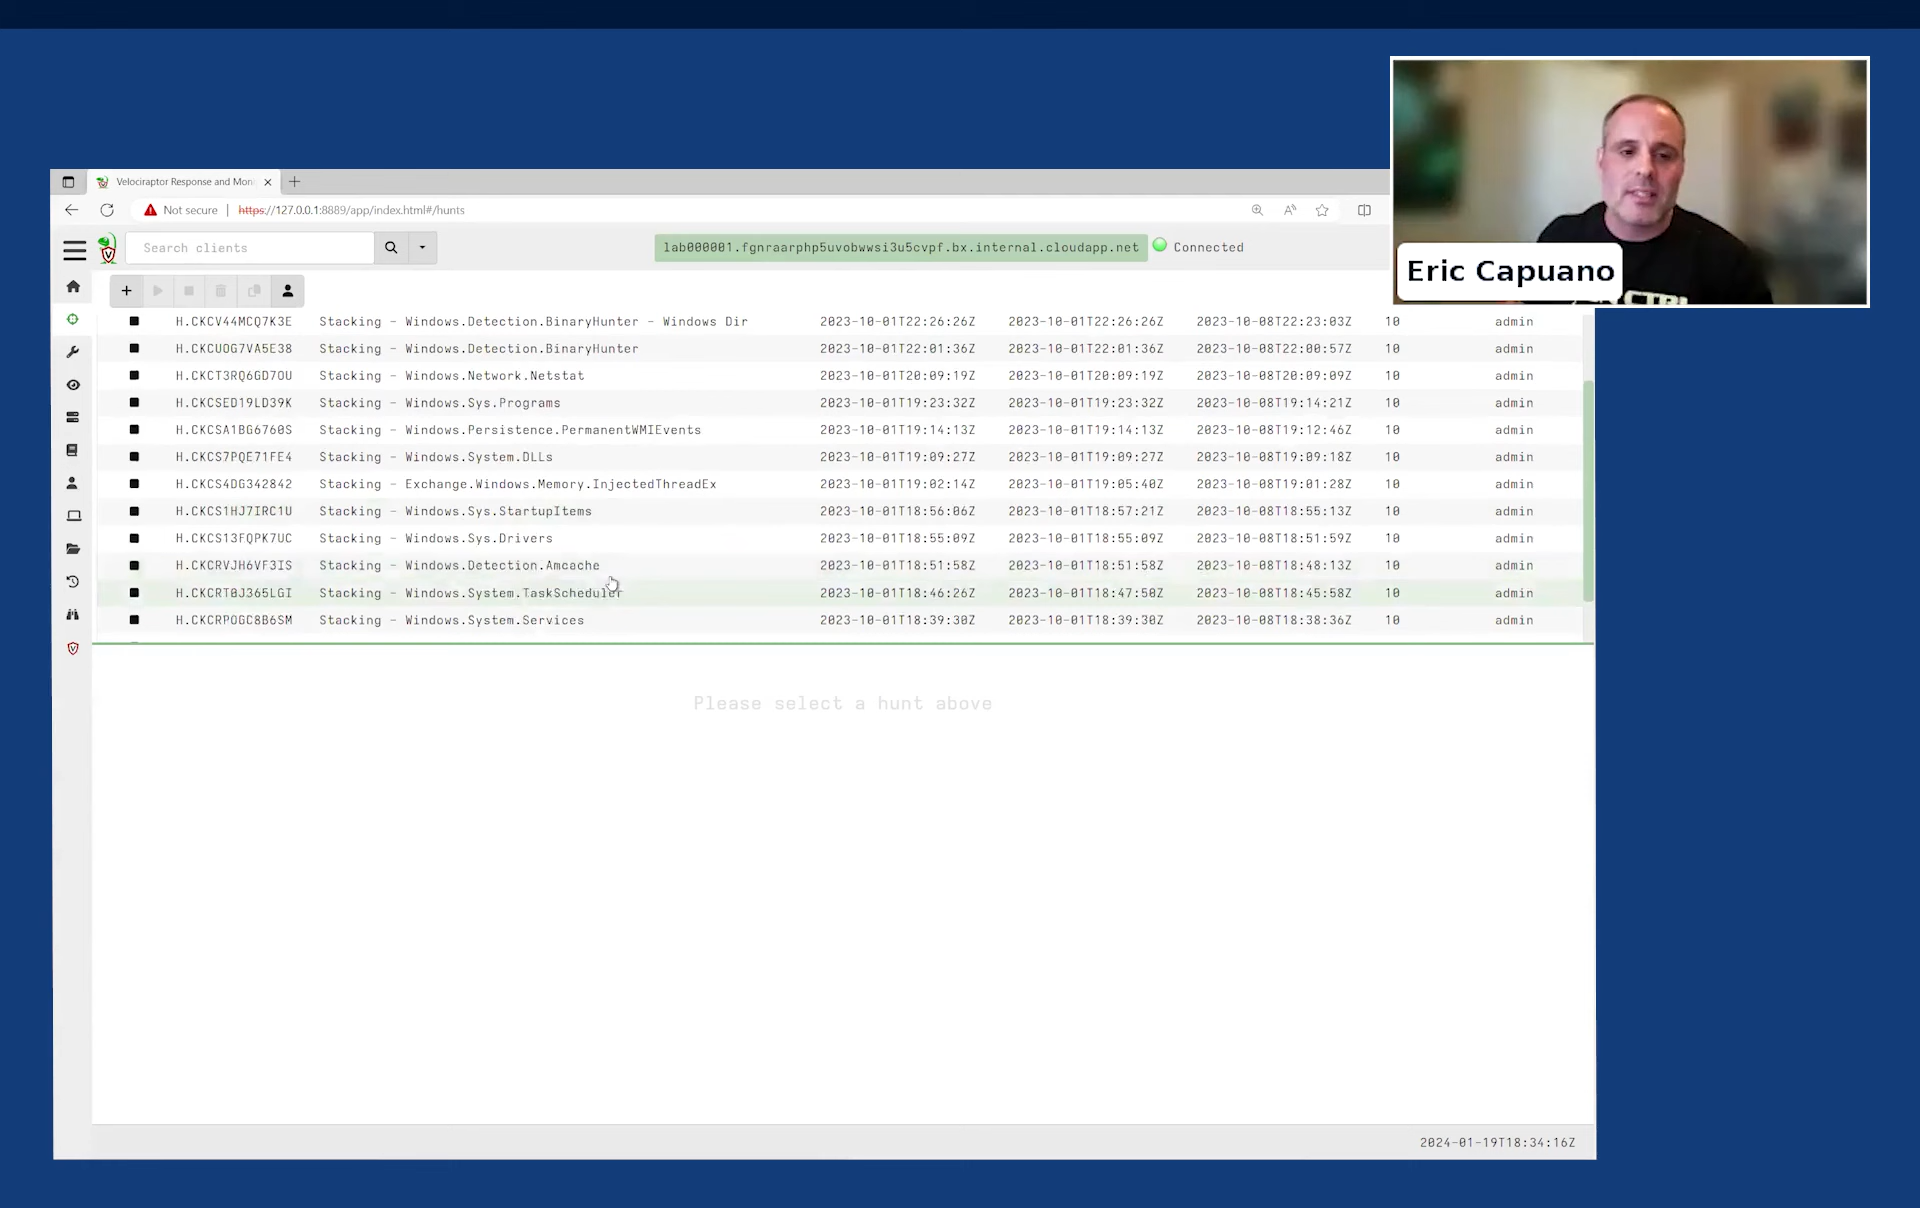 Velociraptor Response and Moni
Not secure | https://127.0.0.1:8889/app/index.html#/hunts
Search clients
lab000001.fgnraarphp5uvobwwsi3u5cvpf.bx.internal.cloudapp.net Connected
Eric Capuano
H.CKCV44MCQ7K3E Stacking - Windows.Detection.BinaryHunter - Windows Dir 2023-10-01T22:26:26Z 2023-10-01T22:26:26Z 2023-10-08T22:23:03Z 10 admin
H.CKCUOG7VA5E38 Stacking - Windows.Detection.BinaryHunter 2023-10-01T22:01:36Z 2023-10-01T22:01:36Z 2023-10-08T22:00:57Z 10 admin
H.CKCT3RQ6GD7OU Stacking - Windows.Network.Netstat 2023-10-01T20:09:19Z 2023-10-01T20:09:19Z 2023-10-08T20:09:09Z 10 admin
H.CKCSED19LD39K Stacking - Windows.Sys.Programs 2023-10-01T19:23:32Z 2023-10-01T19:23:32Z 2023-10-08T19:14:21Z 10 admin
H.CKCSA1BG6760S Stacking - Windows.Persistence.PermanentWMIEvents 2023-10-01T19:14:13Z 2023-10-01T19:14:13Z 2023-10-08T19:12:46Z 10 admin
H.CKCS7PQE71FE4 Stacking - Windows.System.DLLs 2023-10-01T19:09:27Z 2023-10-01T19:09:27Z 2023-10-08T19:09:18Z 10 admin
H.CKCS4DG342842 Stacking - Exchange.Windows.Memory.InjectedThreadEx 2023-10-01T19:02:14Z 2023-10-01T19:05:40Z 2023-10-08T19:01:28Z 10 admin
H.CKCS1HJ7IRC1U Stacking - Windows.Sys.StartupItems 2023-10-01T18:56:06Z 2023-10-01T18:57:21Z 2023-10-08T18:55:13Z 10 admin
H.CKCS13FQPK7UC Stacking - Windows.Sys.Drivers 2023-10-01T18:55:09Z 2023-10-01T18:55:09Z 2023-10-08T18:51:59Z 10 admin
H.CKCRVJH6VF3IS Stacking - Windows.Detection.Amcache 2023-10-01T18:51:58Z 2023-10-01T18:51:58Z 2023-10-08T18:48:13Z 10 admin
H.CKCRT0J365LGI Stacking - Windows.System.TaskScheduler 2023-10-01T18:46:26Z 2023-10-01T18:47:50Z 2023-10-08T18:45:58Z 10 admin
H.CKCRPOGC8B6SM Stacking - Windows.System.Services 2023-10-01T18:39:30Z 2023-10-01T18:39:30Z 2023-10-08T18:38:36Z 10 admin
Please select a hunt above
2024-01-19T18:34:16Z